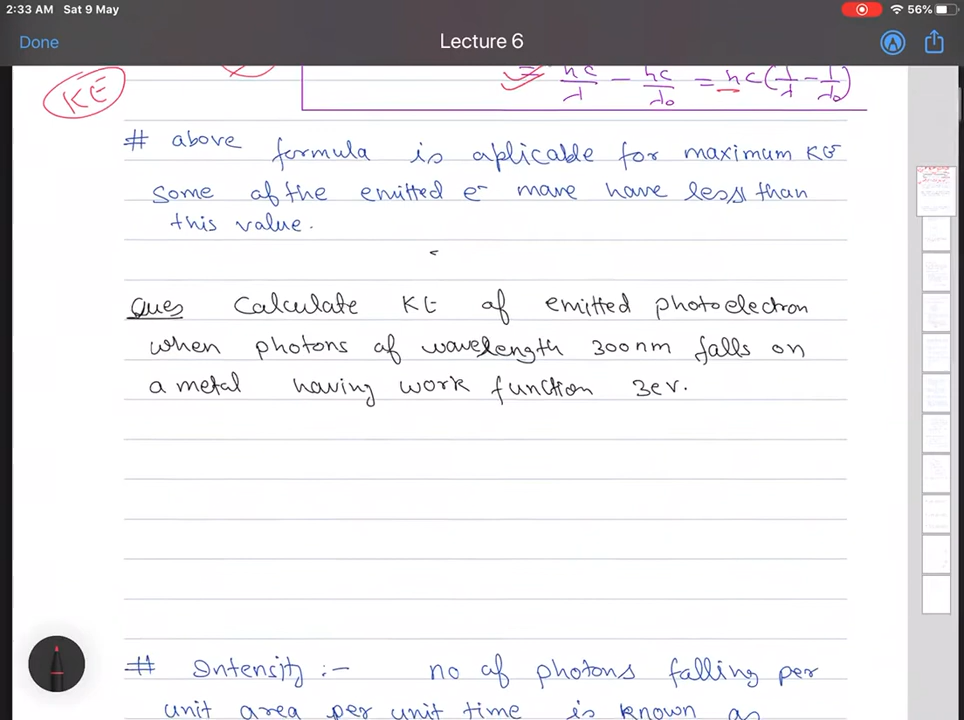 2:33 AM Sat 9 May 56%
Done Lecture 6
KE
= hc/λ - hc/λ₀ = hc(1/λ - 1/λ₀)
# above formula is aplicable for maximum KE
Some of the emitted e⁻ mave have less than
this value.
Ques Calculate KE of emitted photoelectron
when photons of wavelength 300nm falls on
a metal having work function 3ev.
# Intensity :- no of photons falling per
unit area per unit time is known as